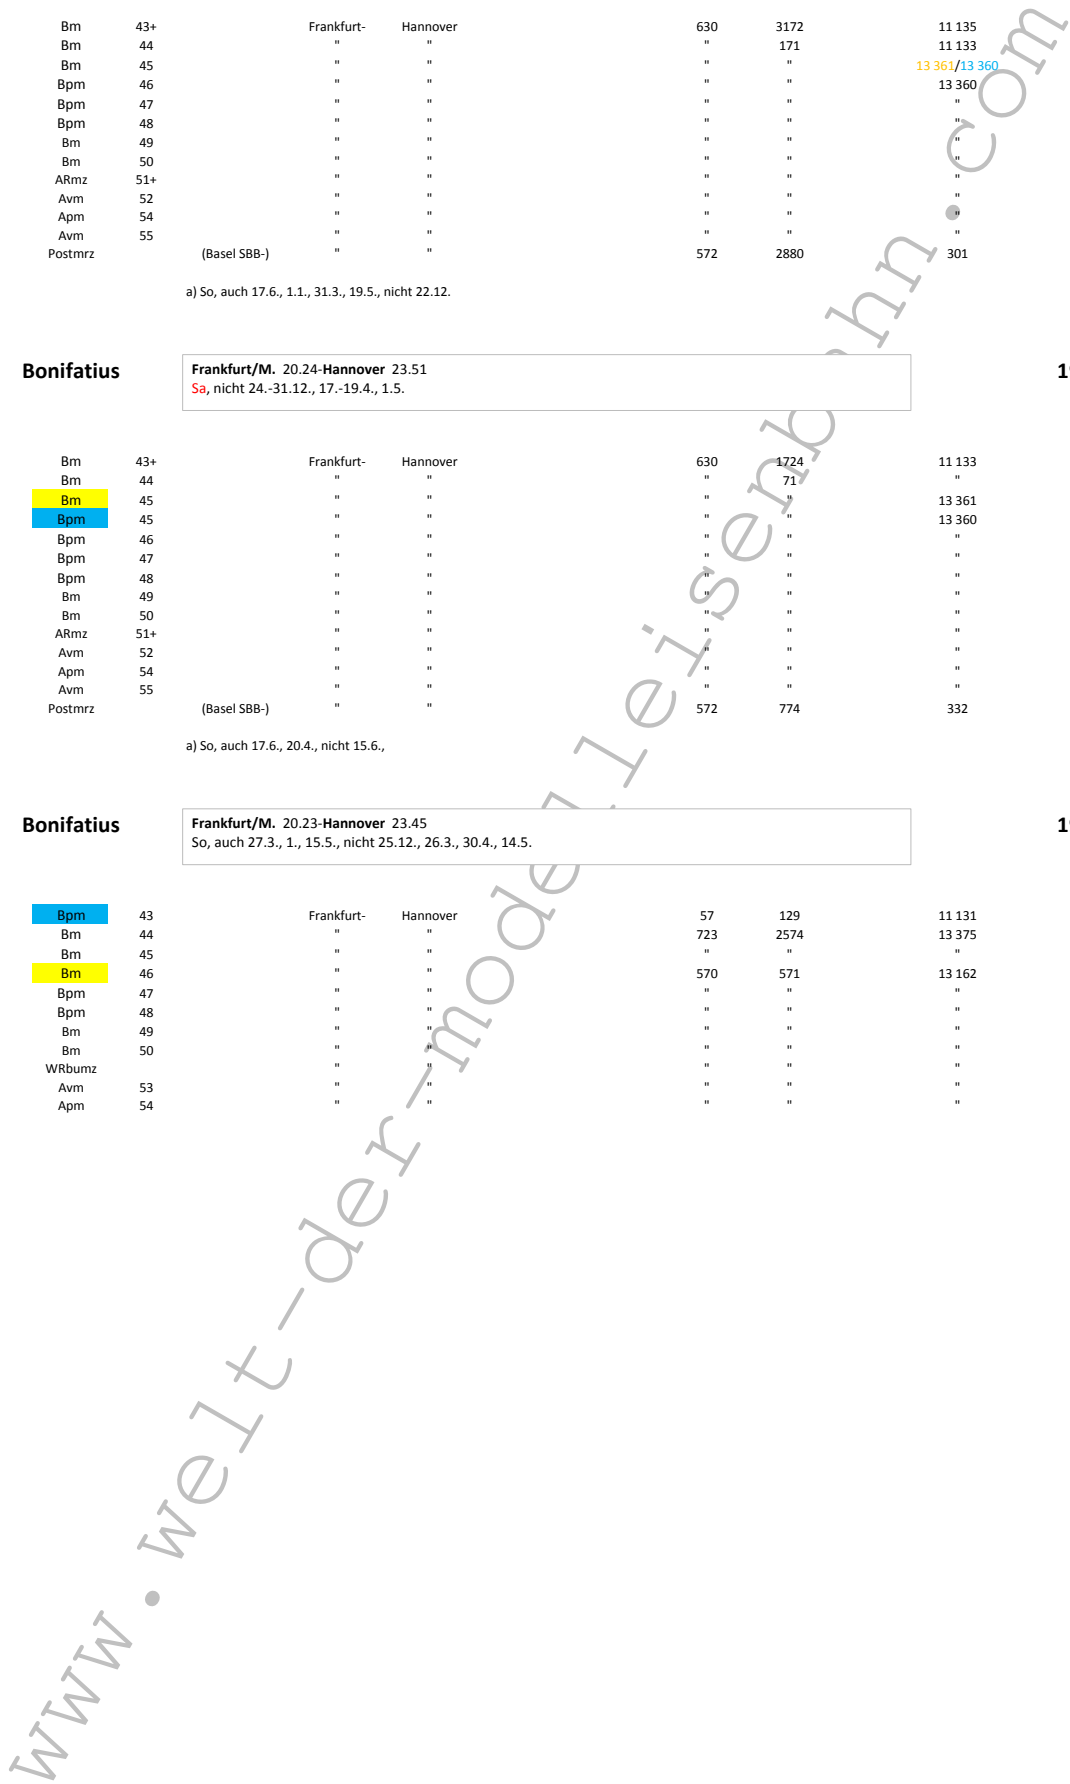 Bm 43+ Frankfurt- Hannover 630 3172 11 135
Bm 44 " " " 171 11 133
Bm 45 " " " " 13 361/13 360
Bpm 46 " " " " 13 360
Bpm 47 " " " " "
Bpm 48 " " " " "
Bm 49 " " " " "
Bm 50 " " " " "
ARmz 51+ " " " " "
Avm 52 " " " " "
Apm 54 " " " " "
Avm 55 " " " " "
Postmrz (Basel SBB-) " " 572 2880 301
a) So, auch 17.6., 1.1., 31.3., 19.5., nicht 22.12.
Bonifatius Frankfurt/M. 20.24-Hannover 23.51
Sa, nicht 24.-31.12., 17.-19.4., 1.5.
Bm 43+ Frankfurt- Hannover 630 1724 11 133
Bm 44 " " " 71 "
Bm 45 " " " " 13 361
Bpm 45 " " " " 13 360
Bpm 46 " " " " "
Bpm 47 " " " " "
Bpm 48 " " " " "
Bm 49 " " " " "
Bm 50 " " " " "
ARmz 51+ " " " " "
Avm 52 " " " " "
Apm 54 " " " " "
Avm 55 " " " " "
Postmrz (Basel SBB-) " " 572 774 332
a) So, auch 17.6., 20.4., nicht 15.6.,
Bonifatius Frankfurt/M. 20.23-Hannover 23.45
So, auch 27.3., 1., 15.5., nicht 25.12., 26.3., 30.4., 14.5.
Bpm 43 Frankfurt- Hannover 57 129 11 131
Bm 44 " " 723 2574 13 375
Bm 45 " " " " "
Bm 46 " " 570 571 13 162
Bpm 47 " " " " "
Bpm 48 " " " " "
Bm 49 " " " " "
Bm 50 " " " " "
WRbumz " " " " "
Avm 53 " " " " "
Apm 54 " " " " "